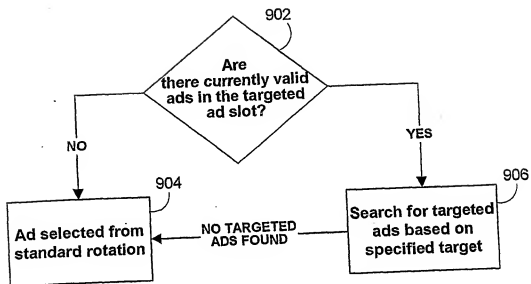 902
Are
there currently valid
ads in the targeted
ad slot?
NO
YES
904
Ad selected from
standard rotation
NO TARGETED
ADS FOUND
906
Search for targeted
ads based on
specified target